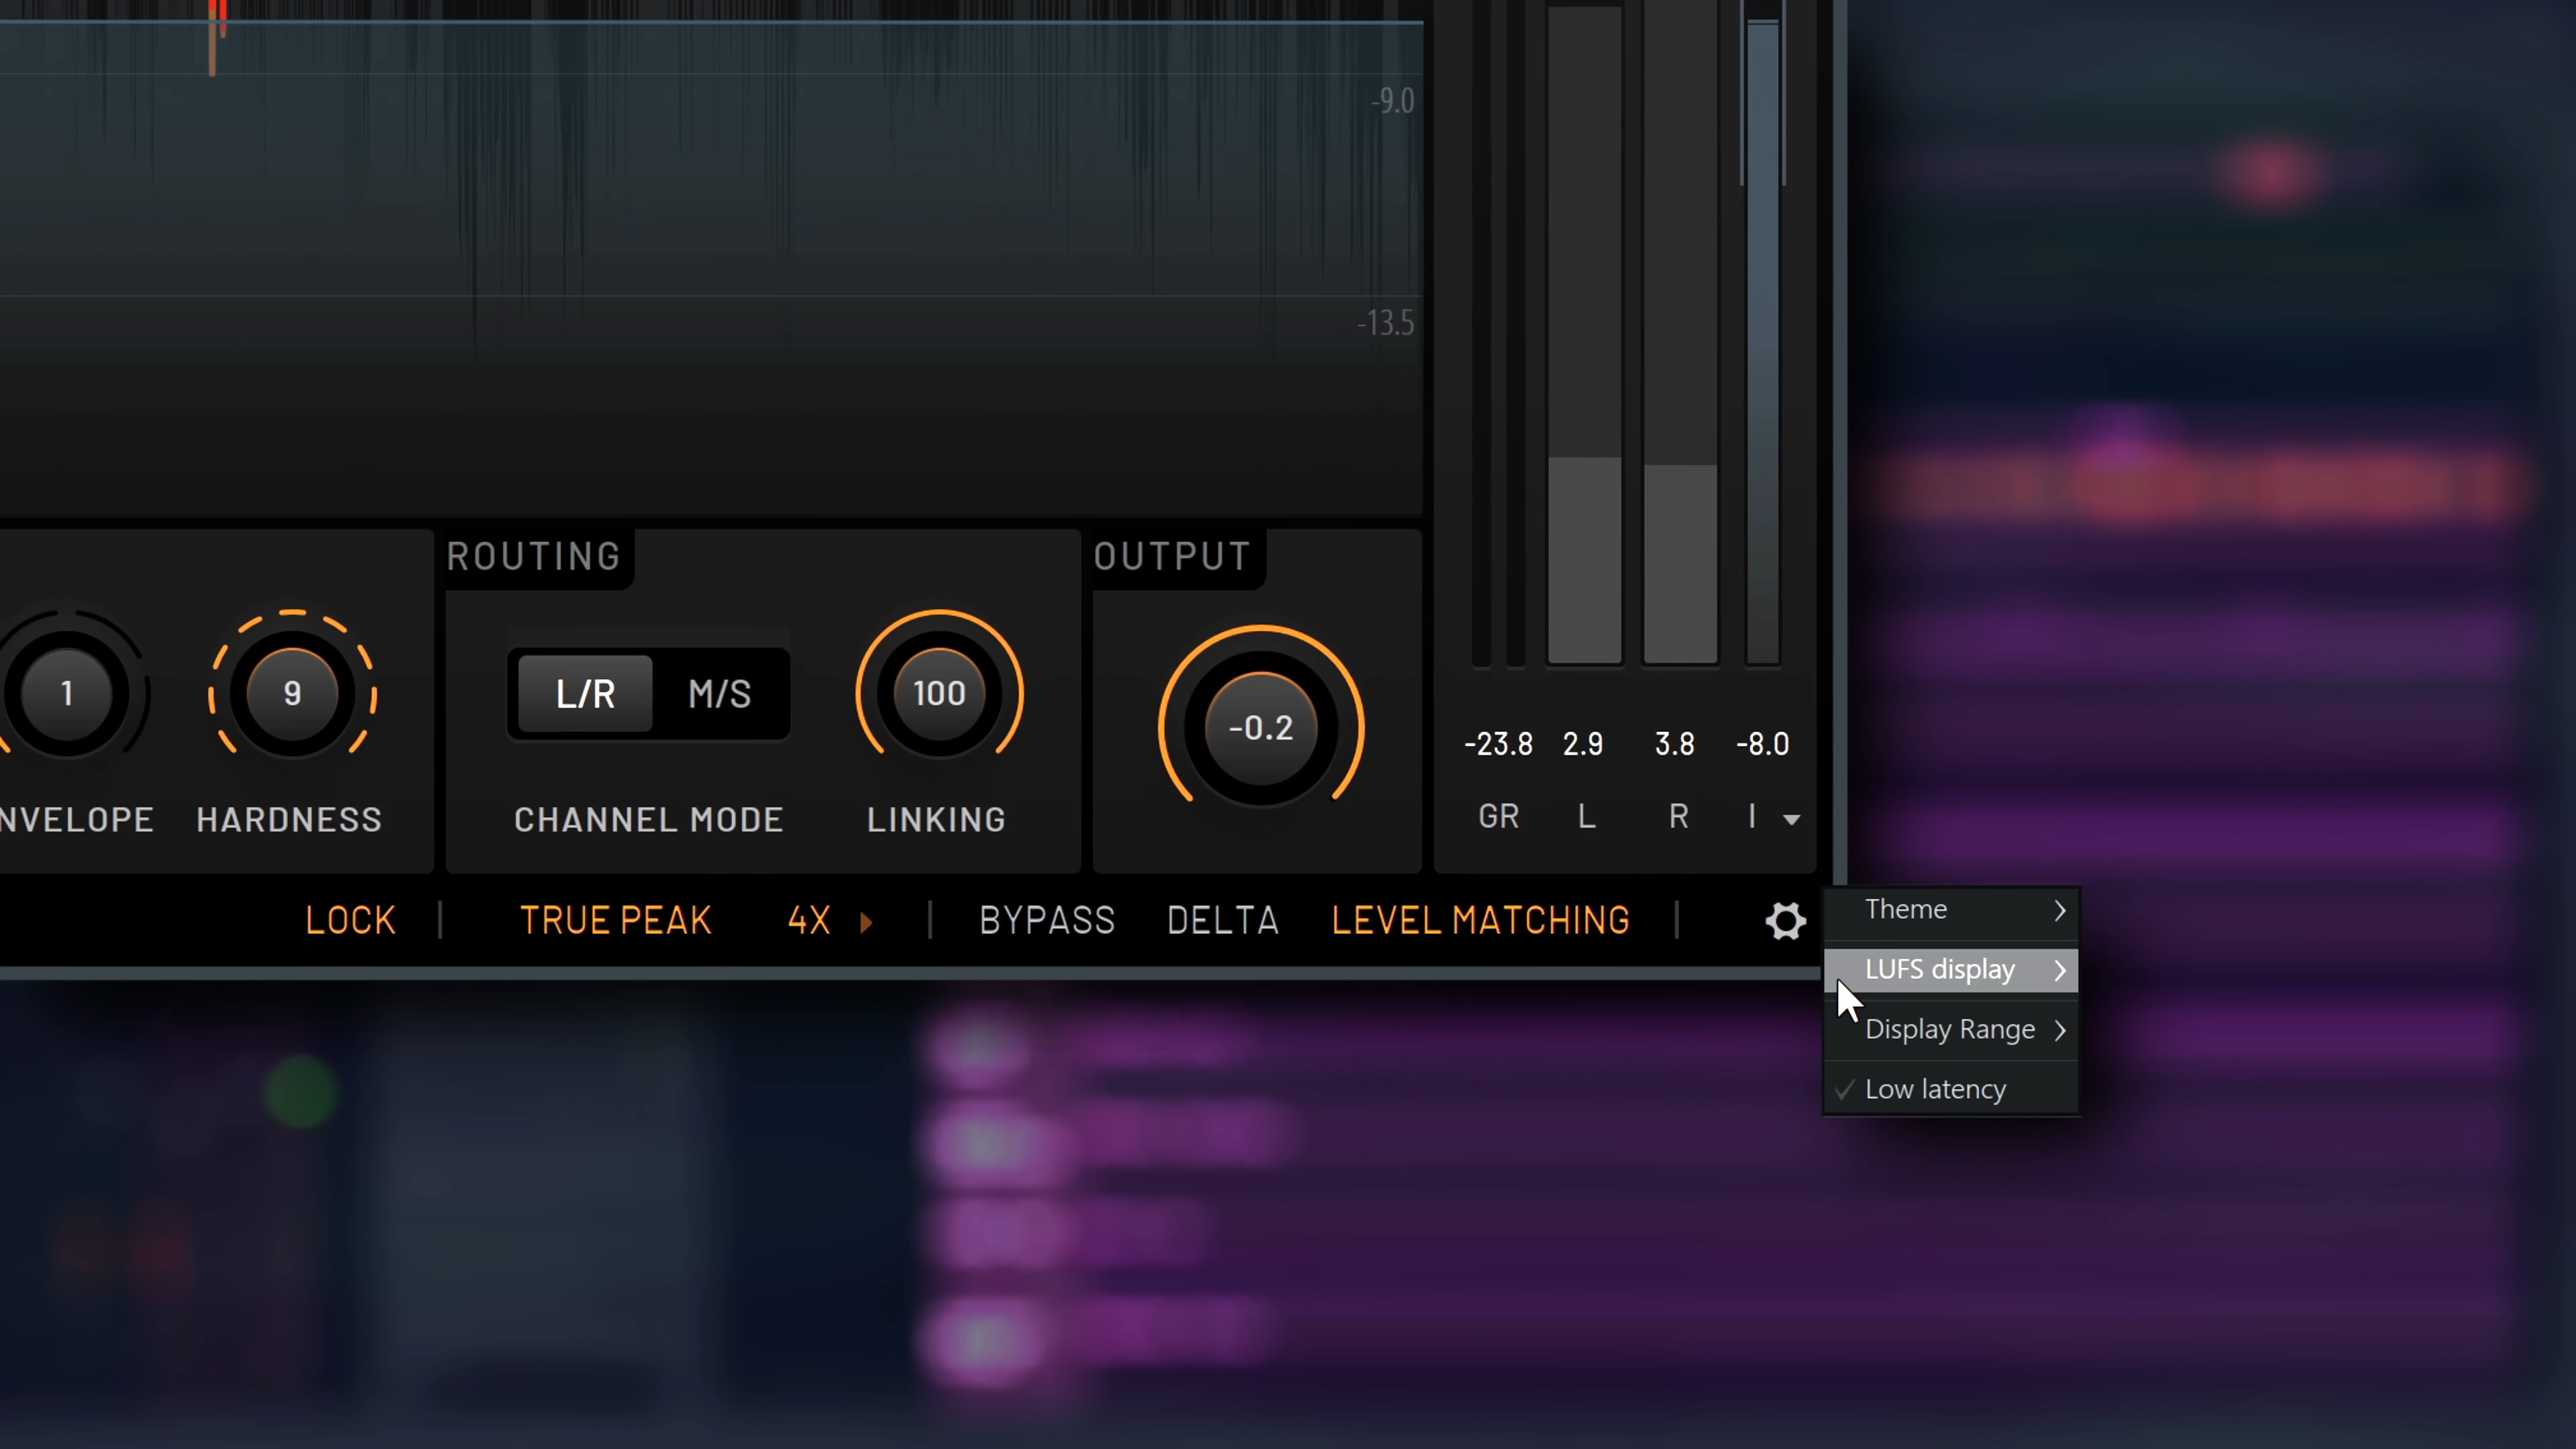 -9.0
-13.5
ROUTING
OUTPUT
1
9
L/R M/S
100
-0.2
-23.8 2.9 3.8 -8.0
NVELOPE HARDNESS CHANNEL MODE LINKING
GR L R I
LOCK | TRUE PEAK 4X | BYPASS DELTA LEVEL MATCHING |
Theme
LUFS display
Display Range
Low latency